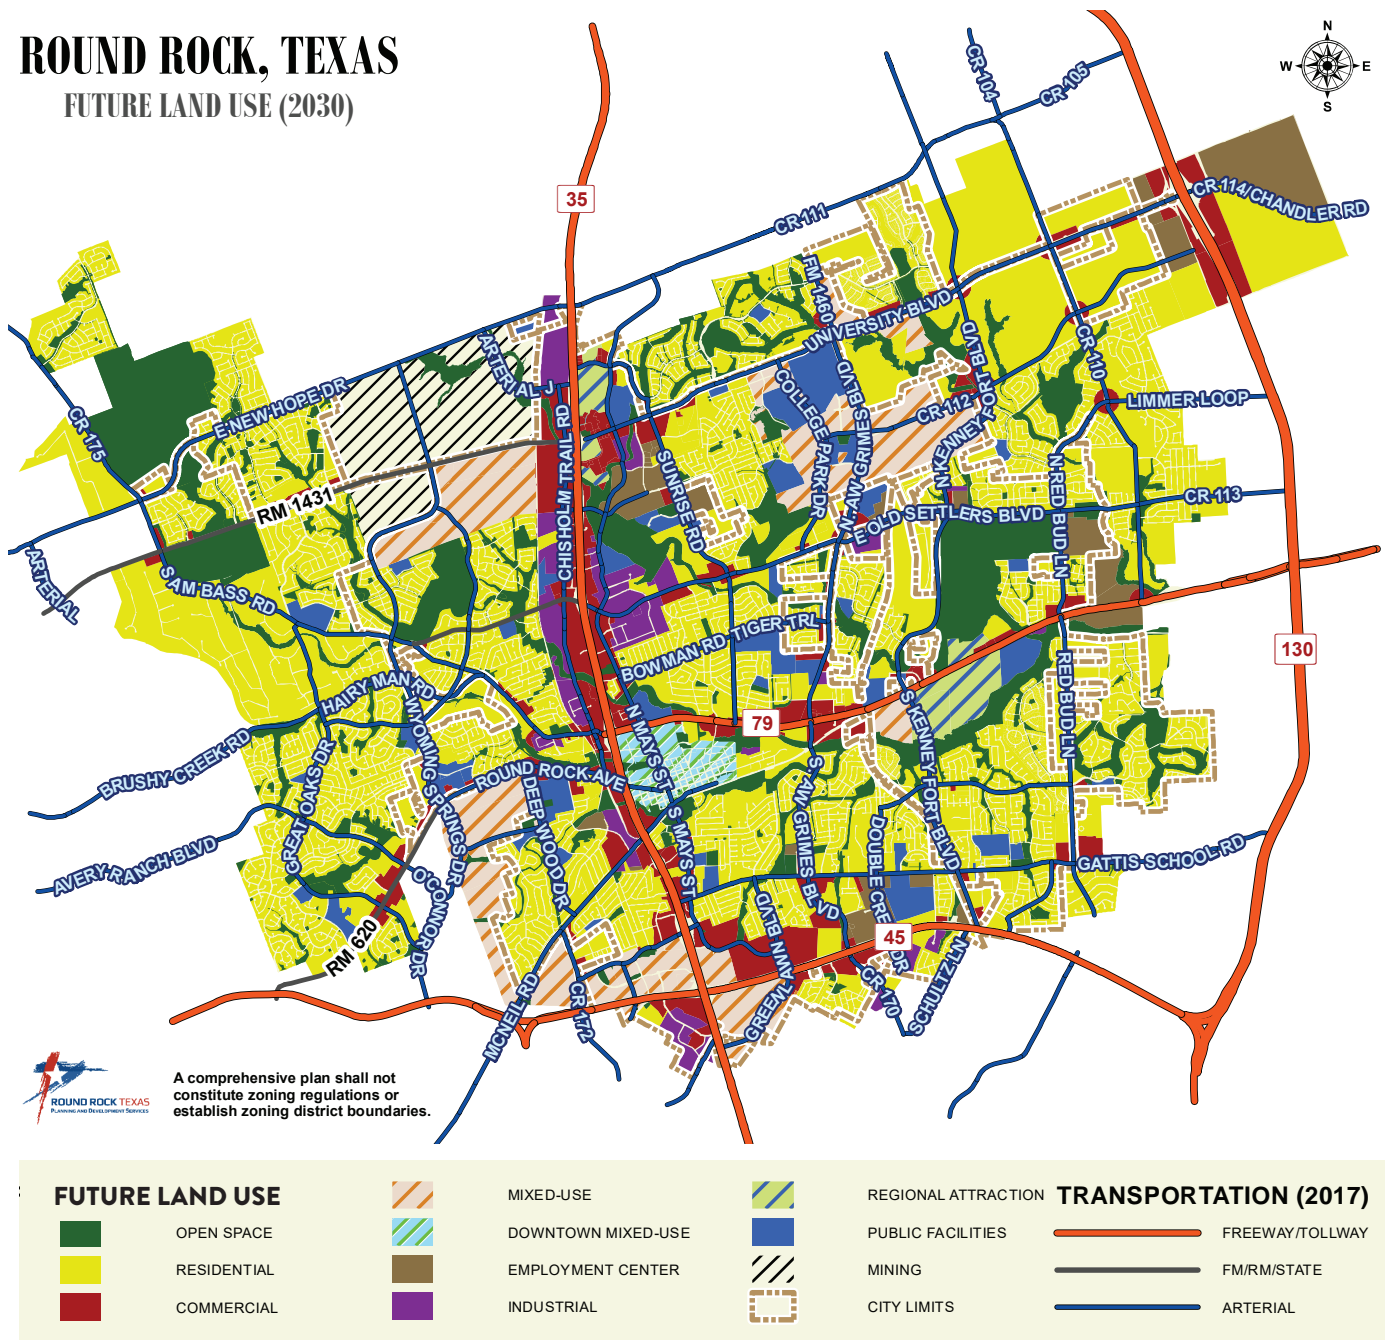 ROUND ROCK, TEXAS
FUTURE LAND USE (2030)
N
W E
S
CR 104
CR 105
35
CR 114/CHANDLER RD
CR 111
FM 1460
UNIVERSITY BLVD
ARTERIAL J
N KENNEY FORT BLVD
CR 110
E NEW HOPE DR
CR 175
COLLEGE PARK DR
N. AW GRIMES BLVD
CR 112
LIMMER LOOP
CHISHOLM TRAIL RD
SUNRISE RD
RM 1431
N RED BUD LN
CR 113
E OLD SETTLERS BLVD
ARTERIAL
SAM BASS RD
BOWMAN RD-TIGER TRL
130
HAIRY MAN RD
WYOMING SPRINGS DR
N MAYS ST
79
S KENNEY FORT BLVD
RED BUD LN
BRUSHY CREEK RD
GREAT OAKS DR
ROUND ROCK AVE
DEEP WOOD DR
S MAYS ST
S AW GRIMES BLVD
DOUBLE CREEK DR
AVERY RANCH BLVD
GATTIS SCHOOL RD
O'CONNOR DR
RM 620
45
GREENLAWN BLVD
CR 170
SCHULTZ LN
MCNEIL RD
CR 172
ROUND ROCK TEXAS
PLANNING AND DEVELOPMENT SERVICES
A comprehensive plan shall not
constitute zoning regulations or
establish zoning district boundaries.
FUTURE LAND USE
OPEN SPACE
RESIDENTIAL
COMMERCIAL
MIXED-USE
DOWNTOWN MIXED-USE
EMPLOYMENT CENTER
INDUSTRIAL
REGIONAL ATTRACTION
PUBLIC FACILITIES
MINING
CITY LIMITS
TRANSPORTATION (2017)
FREEWAY/TOLLWAY
FM/RM/STATE
ARTERIAL